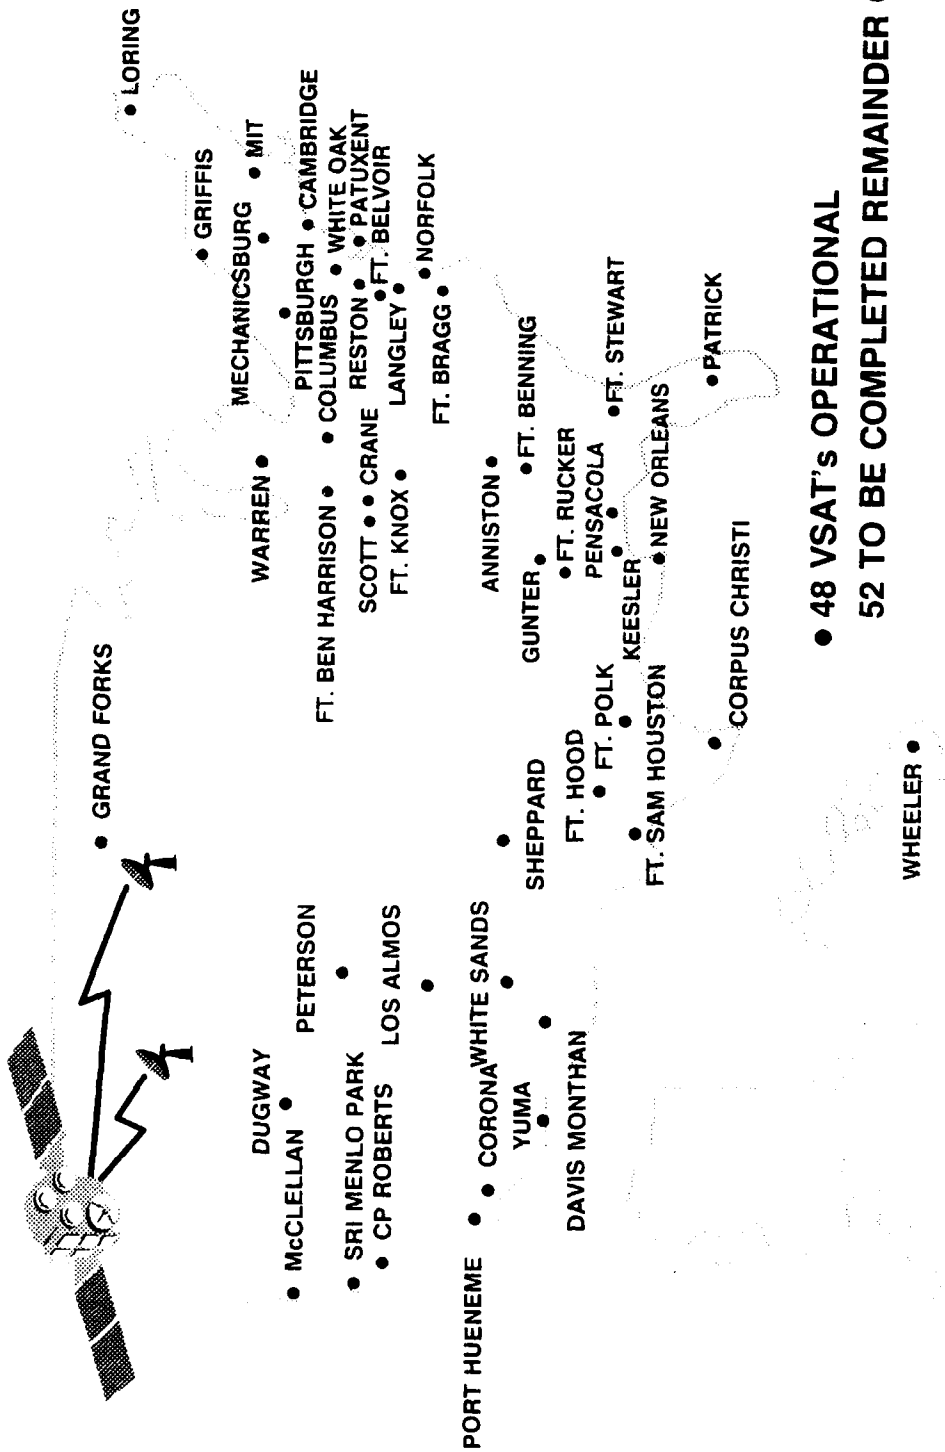 LORING
GRAND FORKS
GRIFFIS
MECHANICSBURG
MIT
WARREN
DUGWAY
McCLELLAN
PETERSON
PITTSBURGH
CAMBRIDGE
FT. BEN HARRISON
COLUMBUS
WHITE OAK
SRI MENLO PARK
SCOTT
CRANE
RESTON
PATUXENT
CP ROBERTS
FT. BELVOIR
LOS ALMOS
FT. KNOX
LANGLEY
NORFOLK
FT. BRAGG
PORT HUENEME
CORONA
WHITE SANDS
ANNISTON
YUMA
SHEPPARD
GUNTER
FT. BENNING
DAVIS MONTHAN
FT. HOOD
FT. RUCKER
FT. POLK
PENSACOLA
FT. STEWART
KEESLER
FT. SAM HOUSTON
NEW ORLEANS
PATRICK
CORPUS CHRISTI
WHEELER
• 48 VSAT's OPERATIONAL
52 TO BE COMPLETED REMAINDER